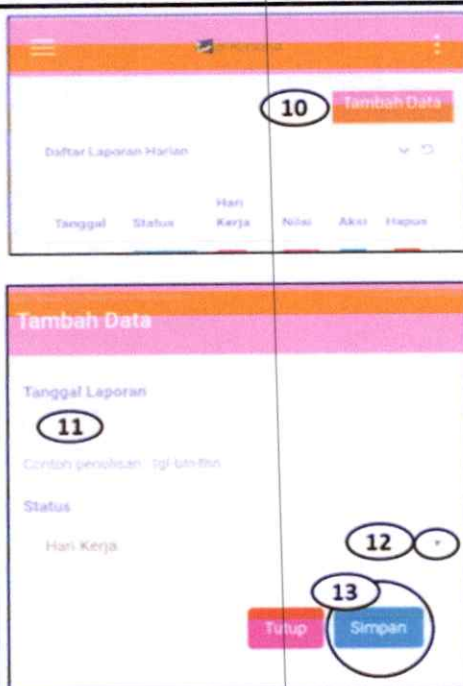 10 Tambah Data
Daftar Laporan Harian
Tanggal Status Hari Kerja Nilai Aksi Hapus
Tambah Data
Tanggal Laporan
11
Contoh penulisan : tgl-bln-thn
Status
Hari Kerja
12
13
Tutup Simpan